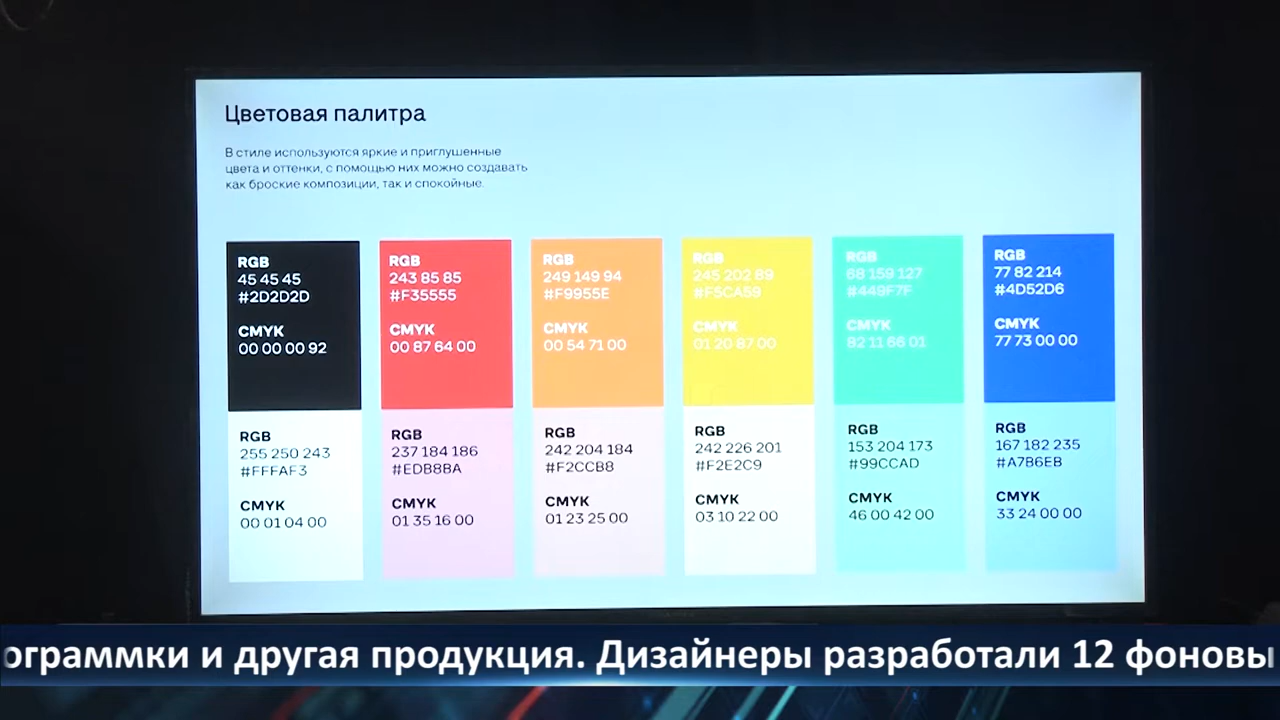 Цветовая палитра
В стиле используются яркие и приглушенные
цвета и оттенки, с помощью них можно создавать
как броские композиции, так и спокойные.
RGB
45 45 45
#2D2D2D
CMYK
00 00 00 92
RGB
243 85 85
#F35555
CMYK
00 87 64 00
RGB
249 149 94
#F9955E
CMYK
00 54 71 00
RGB
245 202 89
#F5CA59
CMYK
01 20 87 00
RGB
68 159 127
#449F7F
CMYK
82 11 66 01
RGB
77 82 214
#4D52D6
CMYK
77 73 00 00
RGB
255 250 243
#FFFAF3
CMYK
00 01 04 00
RGB
237 184 186
#EDB8BA
CMYK
01 35 16 00
RGB
242 204 184
#F2CCB8
CMYK
01 23 25 00
RGB
242 226 201
#F2E2C9
CMYK
03 10 22 00
RGB
153 204 173
#99CCAD
CMYK
46 00 42 00
RGB
167 182 235
#A7B6EB
CMYK
33 24 00 00
ограммки и другая продукция. Дизайнеры разработали 12 фоновы